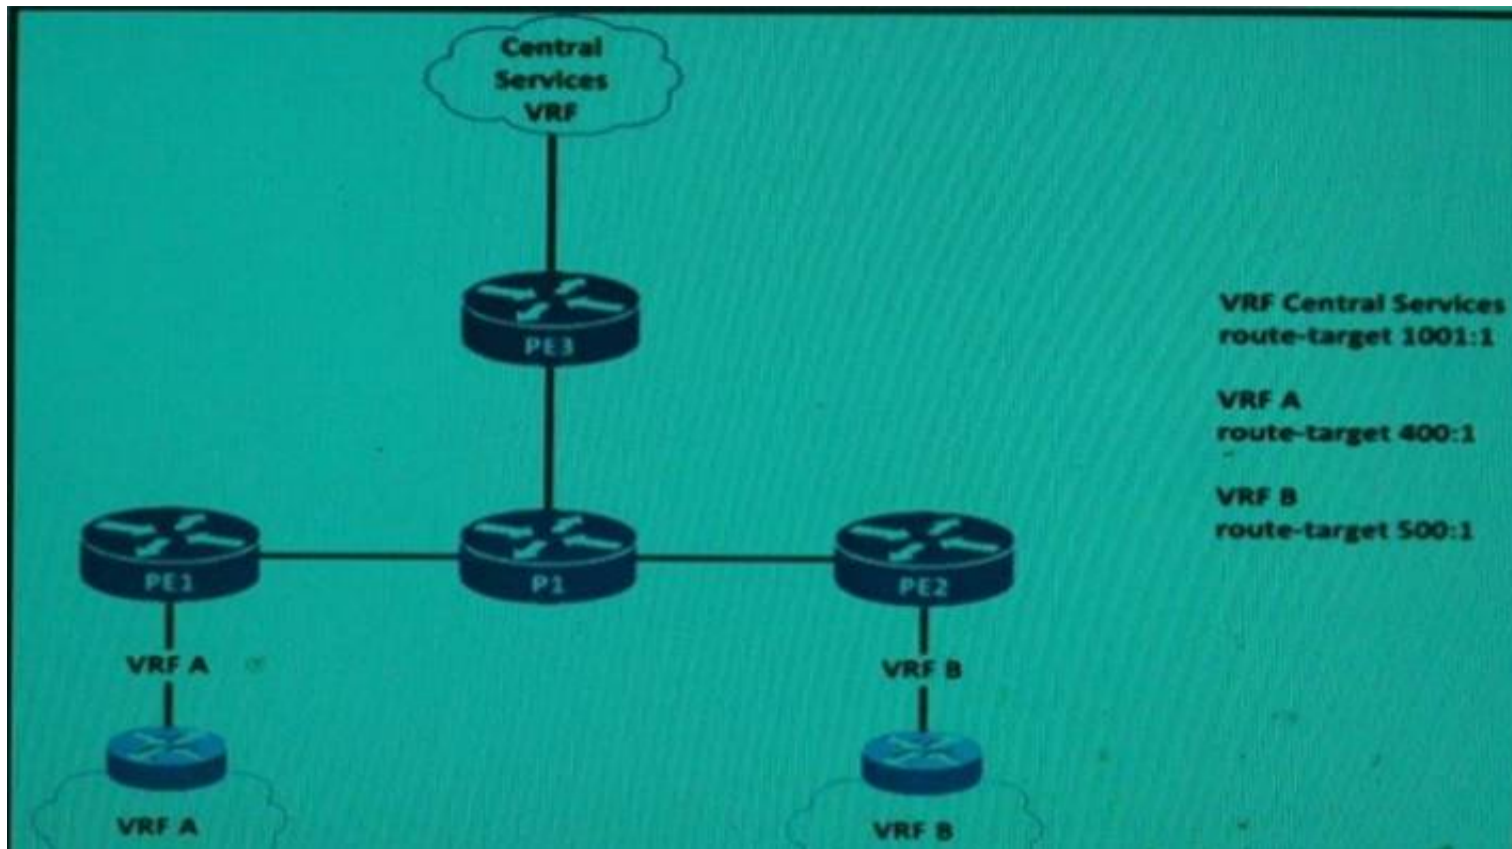 Central
Services
VRF
PE3
VRF Central Services
route-target 1001:1
VRF A
route-target 400:1
VRF B
route-target 500:1
PE1
P1
PE2
VRF A
VRF B
VRF A
VRF B